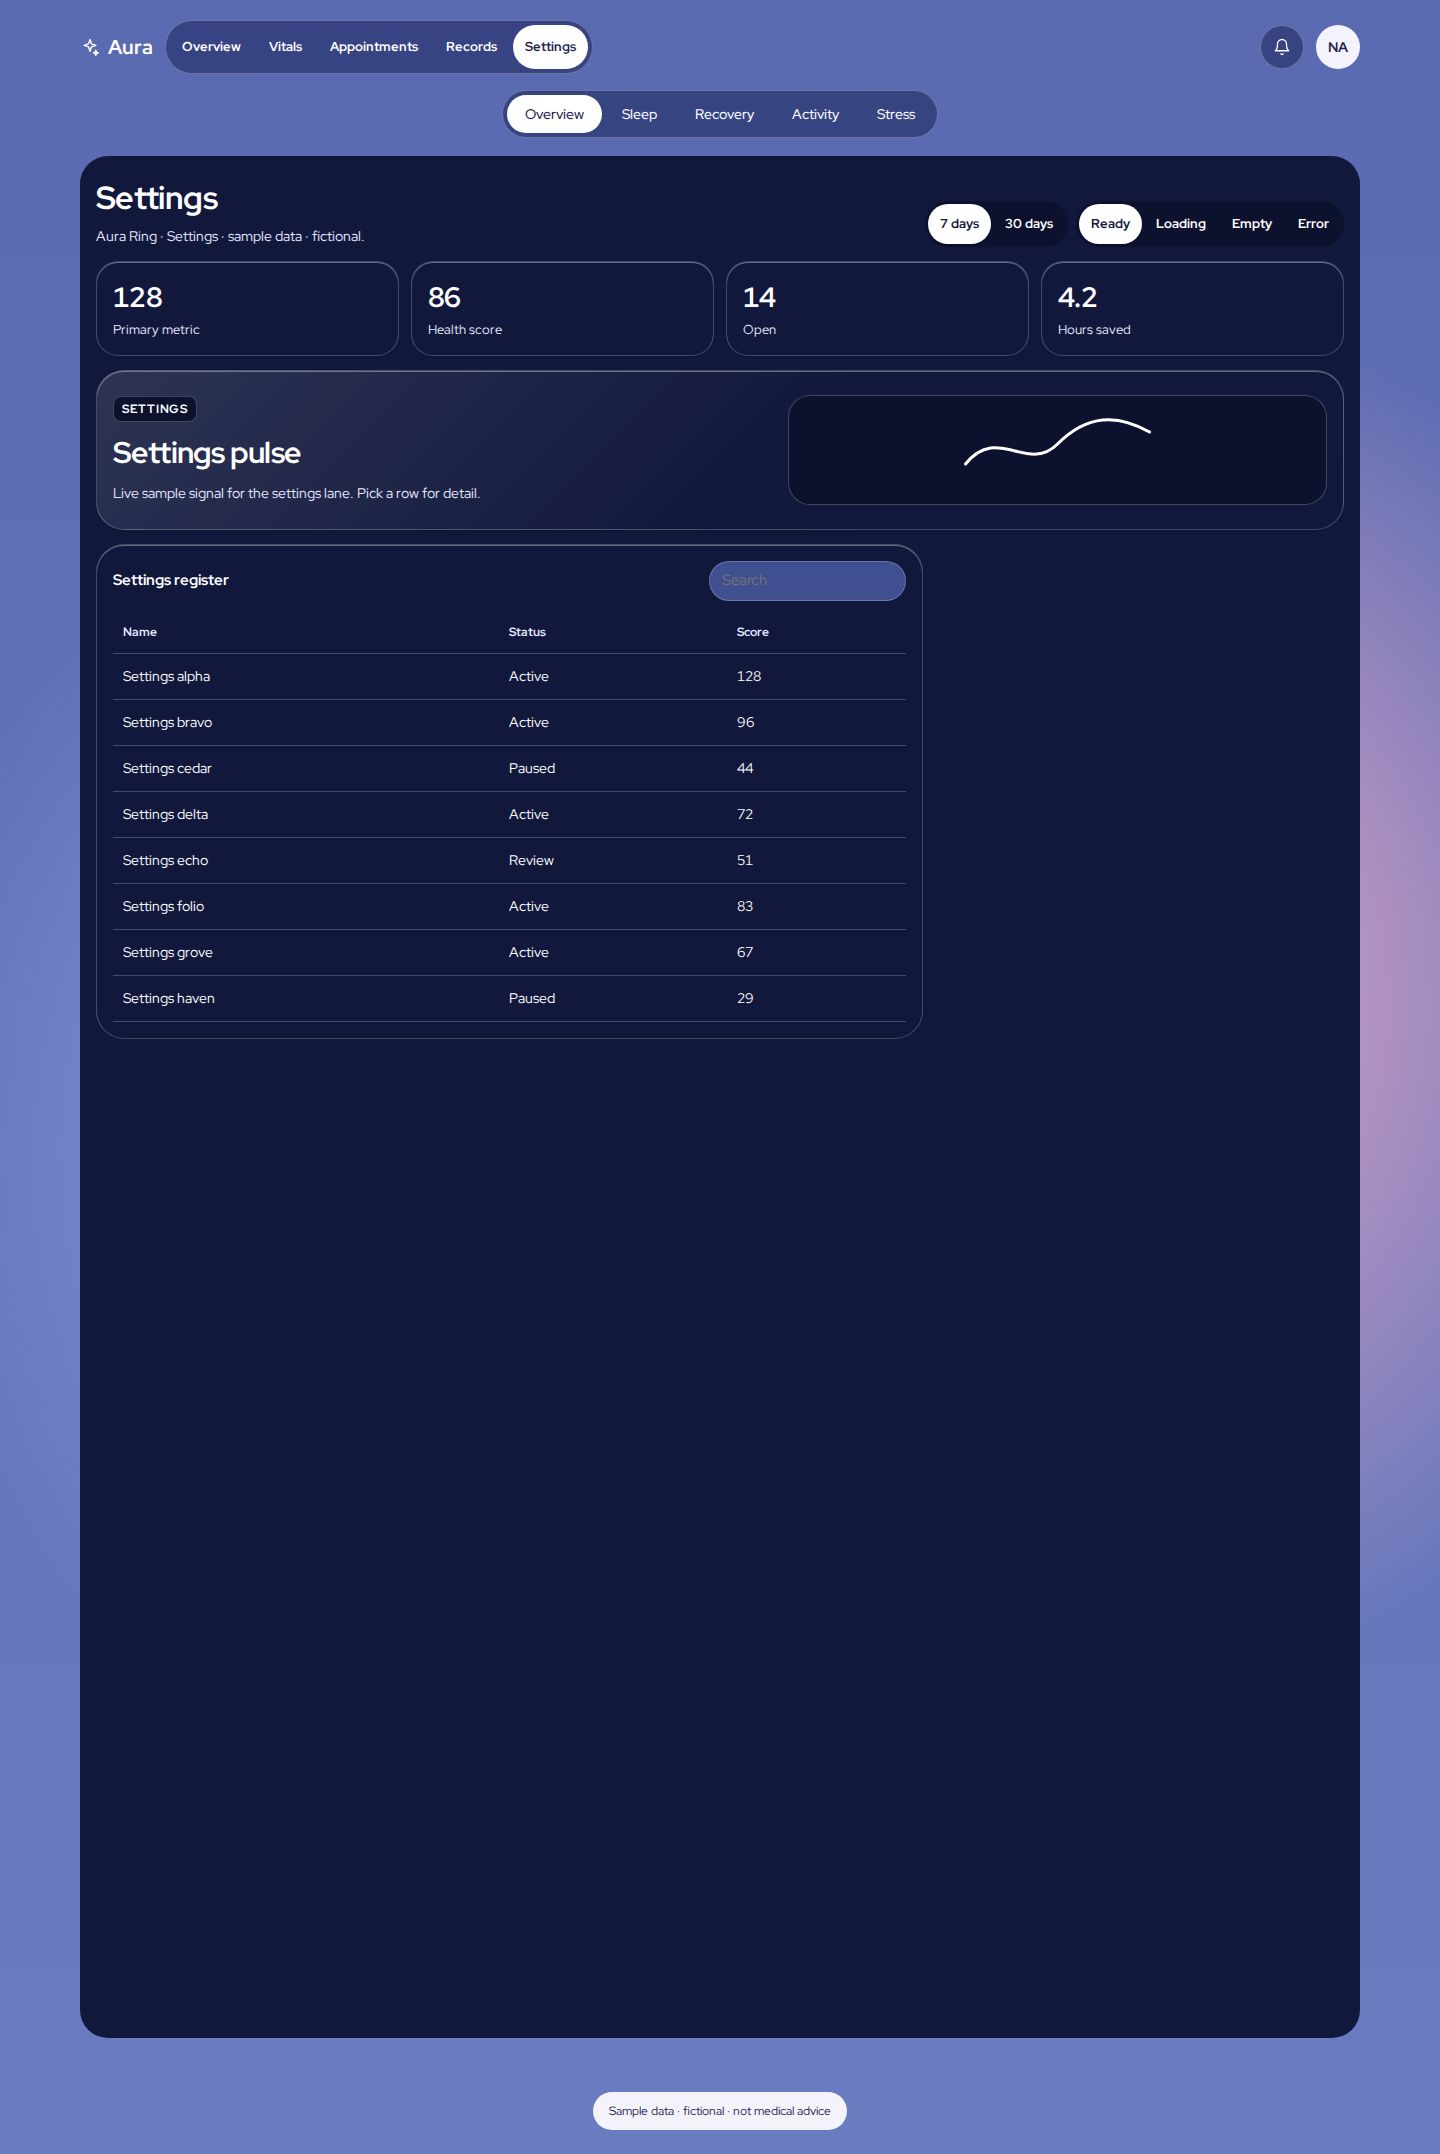 Aura Overview Vitals Appointments Records Settings NA
Overview Sleep Recovery Activity Stress
Settings
Aura Ring · Settings · sample data · fictional.
7 days 30 days Ready Loading Empty Error
128 86 14 4.2
Primary metric Health score Open Hours saved
SETTINGS
Settings pulse
Live sample signal for the settings lane. Pick a row for detail.
Settings register Search
Name Status Score
Settings alpha Active 128
Settings bravo Active 96
Settings cedar Paused 44
Settings delta Active 72
Settings echo Review 51
Settings folio Active 83
Settings grove Active 67
Settings haven Paused 29
Sample data · fictional · not medical advice